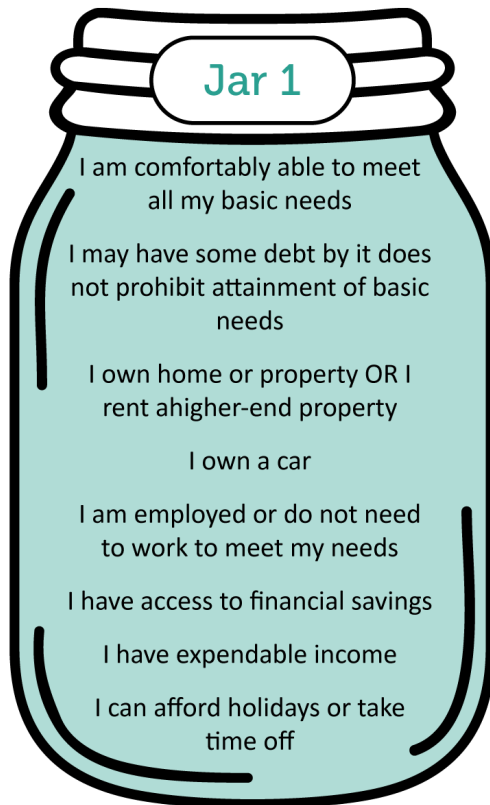 Jar 1
I am comfortably able to meet
all my basic needs
I may have some debt by it does
not prohibit attainment of basic
needs
I own home or property OR I
rent ahigher-end property
I own a car
I am employed or do not need
to work to meet my needs
I have access to financial savings
I have expendable income
I can afford holidays or take
time off